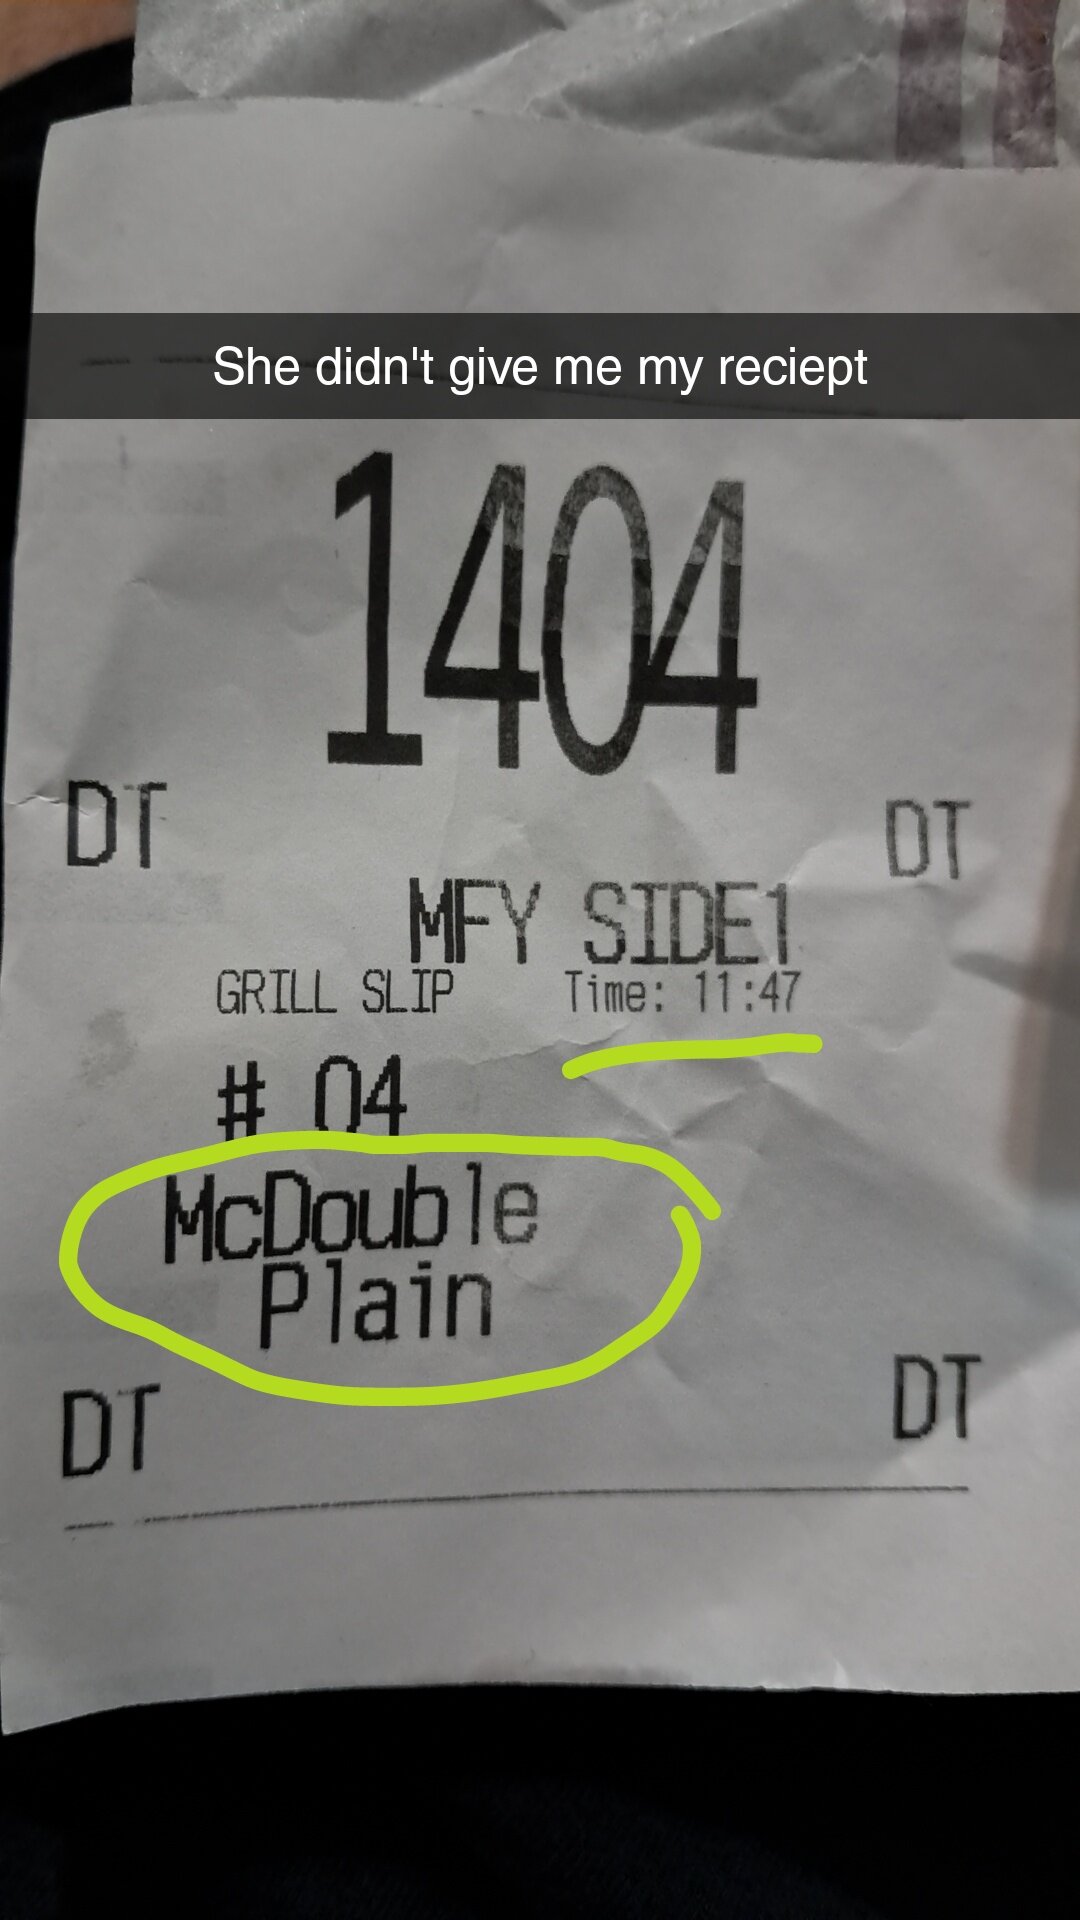 She didn't give me my reciept
1404
DT DT
MFY SIDE1
GRILL SLIP Time: 11:47
# 04
McDouble
Plain
DT DT